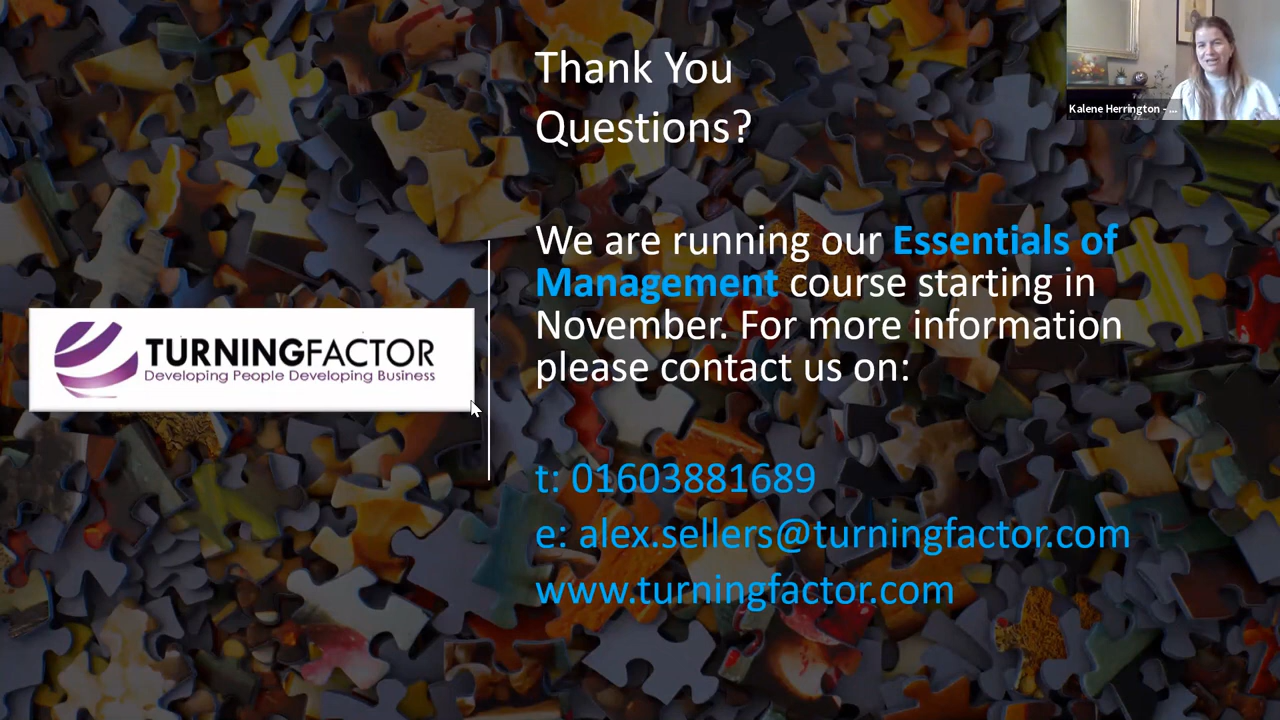 Thank You
Questions?
Kalene Herrington - ...
We are running our Essentials of
Management course starting in
November. For more information
please contact us on:
TURNINGFACTOR
Developing People Developing Business
t: 01603881689
e: alex.sellers@turningfactor.com
www.turningfactor.com